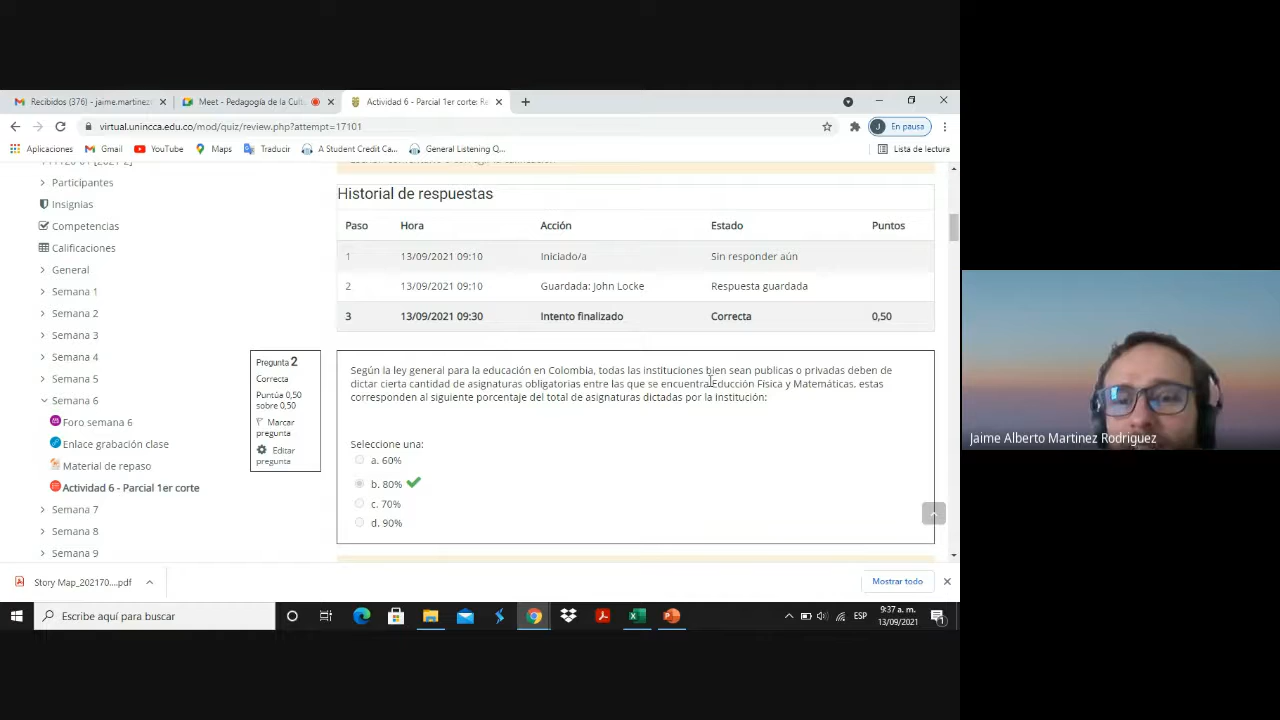 Recibidos (376) - jaime.martinez
Meet - Pedagogía de la Cult
Actividad 6 - Parcial 1er corte: Re
virtual.unincca.edu.co/mod/quiz/review.php?attempt=17101
J En pausa
Aplicaciones
Gmail
YouTube
Maps
Traducir
A Student Credit Ca...
General Listening Q...
Lista de lectura
Participantes
Insignias
Competencias
Calificaciones
General
Semana 1
Semana 2
Semana 3
Semana 4
Semana 5
Semana 6
Foro semana 6
Enlace grabación clase
Material de repaso
Actividad 6 - Parcial 1er corte
Semana 7
Semana 8
Semana 9
Historial de respuestas
Paso Hora Acción Estado Puntos
1 13/09/2021 09:10 Iniciado/a Sin responder aún
2 13/09/2021 09:10 Guardada: John Locke Respuesta guardada
3 13/09/2021 09:30 Intento finalizado Correcta 0,50
Pregunta 2
Correcta
Puntúa 0,50
sobre 0,50
Marcar
pregunta
Editar
pregunta
Según la ley general para la educación en Colombia, todas las instituciones bien sean publicas o privadas deben de
dictar cierta cantidad de asignaturas obligatorias entre las que se encuentra Educción Física y Matemáticas, estas
corresponden al siguiente porcentaje del total de asignaturas dictadas por la institución:
Seleccione una:
a. 60%
b. 80%
c. 70%
d. 90%
Jaime Alberto Martinez Rodriguez
Story Map_202170....pdf
Mostrar todo
Escribe aquí para buscar
ESP
9:37 a. m.
13/09/2021
1